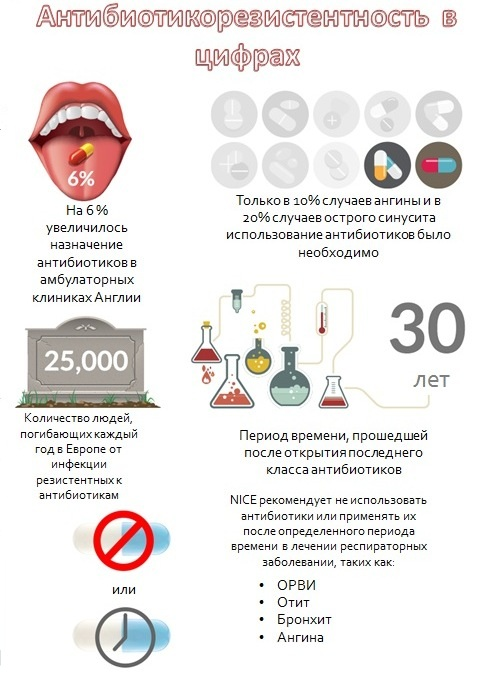 Антибиотикорезистентность в
цифрах
6%
На 6 %
увеличилось
назначение
антибиотиков в
амбулаторных
клиниках Англии
Только в 10% случаев ангины и в
20% случаев острого синусита
использование антибиотиков было
необходимо
25,000
Количество людей,
погибающих каждый
год в Европе от
инфекции
резистентных к
антибиотикам
30
лет
Период времени, прошедшей
после открытия последнего
класса антибиотиков
или
NICE рекомендует не использовать
антибиотики или применять их
после определенного периода
времени в лечении респираторных
заболевании, таких как:
• ОРВИ
• Отит
• Бронхит
• Ангина